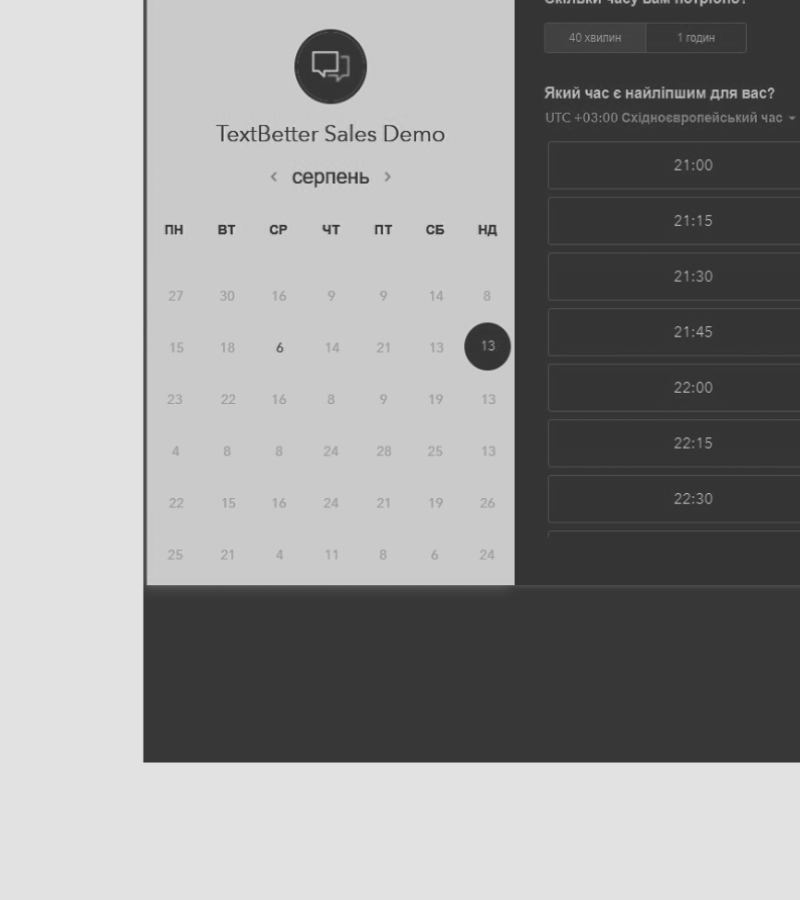 TextBetter Sales Demo
‹ серпень ›
ПН ВТ СР ЧТ ПТ СБ НД
27 30 16 9 9 14 8
15 18 6 14 21 13 13
23 22 16 8 9 19 13
4 8 8 24 28 25 13
22 15 16 24 21 19 26
25 21 4 11 8 6 24
Скільки часу вам потрібно?
40 хвилин 1 годин
Який час є найліпшим для вас?
UTC +03:00 Східноєвропейський час
21:00
21:15
21:30
21:45
22:00
22:15
22:30